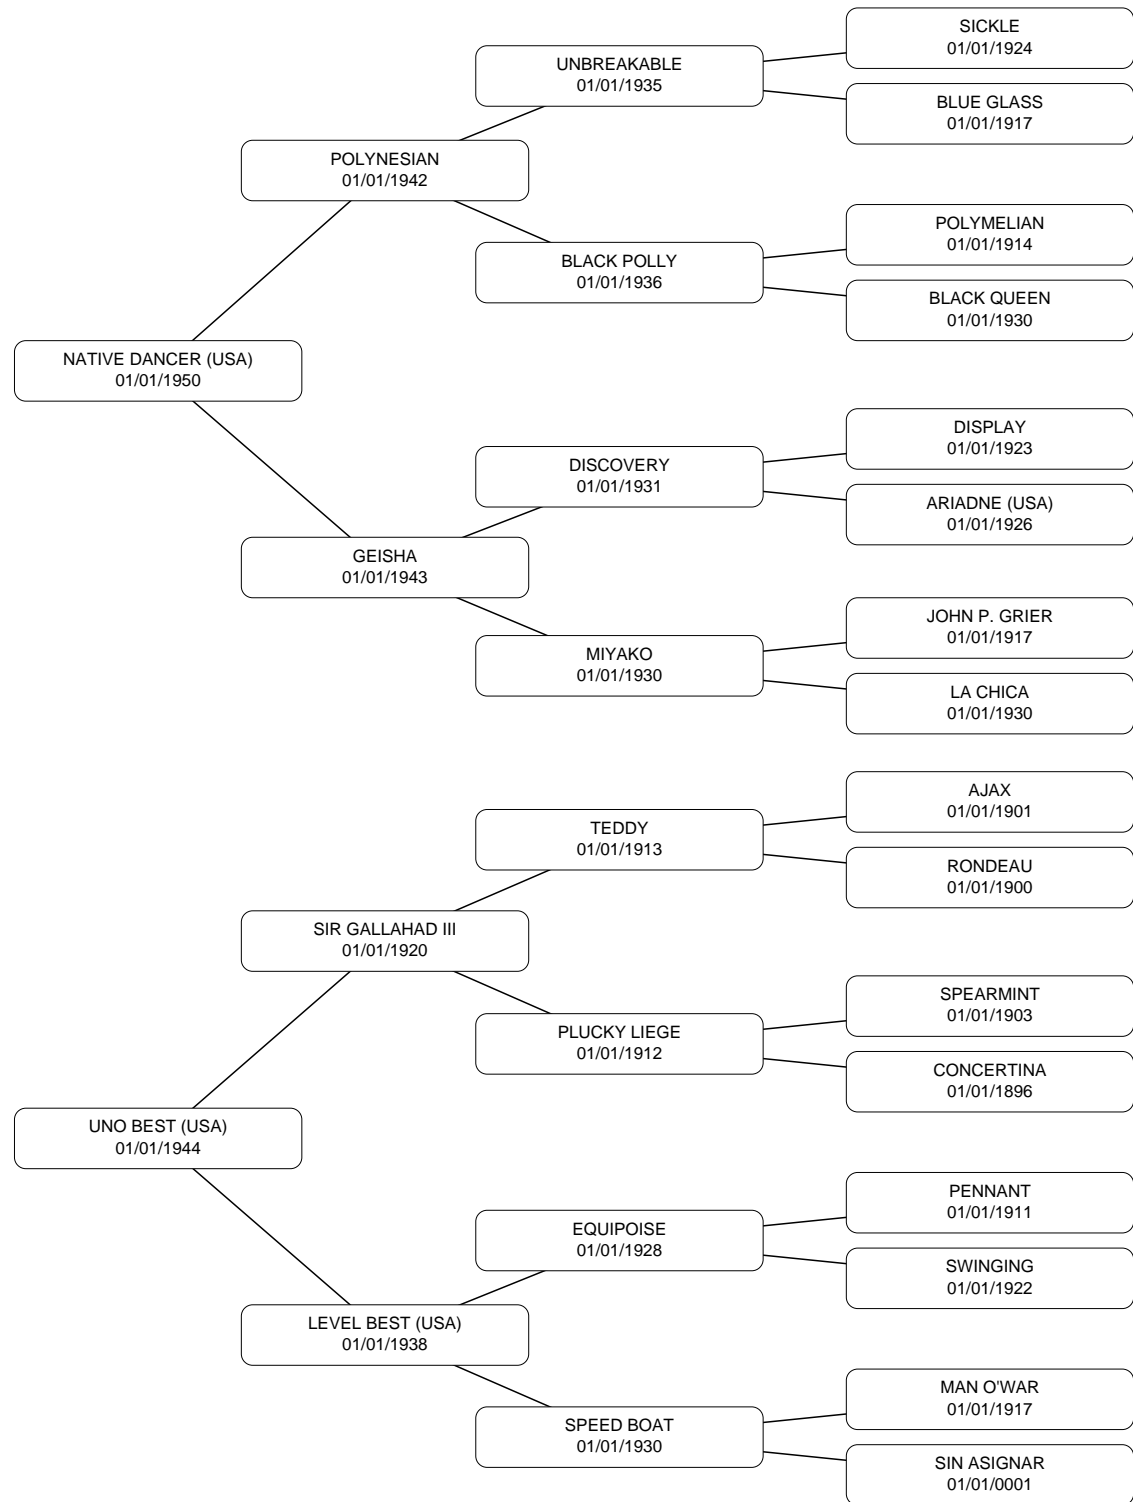 SICKLE
01/01/1924
UNBREAKABLE
01/01/1935
BLUE GLASS
01/01/1917
POLYNESIAN
01/01/1942
POLYMELIAN
01/01/1914
BLACK POLLY
01/01/1936
BLACK QUEEN
01/01/1930
NATIVE DANCER (USA)
01/01/1950
DISPLAY
01/01/1923
DISCOVERY
01/01/1931
ARIADNE (USA)
01/01/1926
GEISHA
01/01/1943
JOHN P. GRIER
01/01/1917
MIYAKO
01/01/1930
LA CHICA
01/01/1930
AJAX
01/01/1901
TEDDY
01/01/1913
RONDEAU
01/01/1900
SIR GALLAHAD III
01/01/1920
SPEARMINT
01/01/1903
PLUCKY LIEGE
01/01/1912
CONCERTINA
01/01/1896
UNO BEST (USA)
01/01/1944
PENNANT
01/01/1911
EQUIPOISE
01/01/1928
SWINGING
01/01/1922
LEVEL BEST (USA)
01/01/1938
MAN O'WAR
01/01/1917
SPEED BOAT
01/01/1930
SIN ASIGNAR
01/01/0001